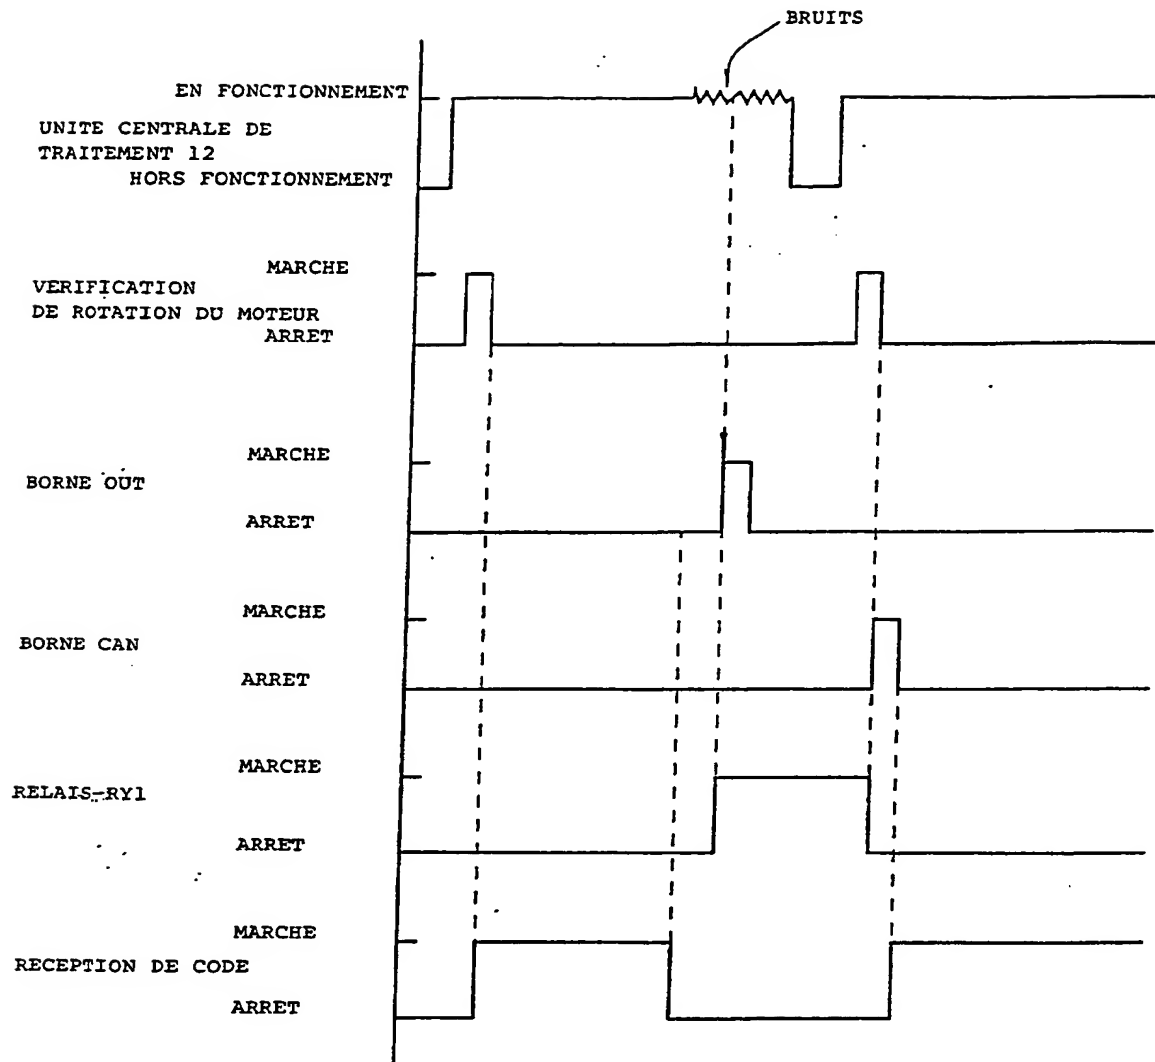 BRUITS
EN FONCTIONNEMENT
UNITE CENTRALE DE
TRAITEMENT 12
HORS FONCTIONNEMENT
MARCHE
VERIFICATION
DE ROTATION DU MOTEUR
ARRET
MARCHE
BORNE OUT
ARRET
MARCHE
BORNE CAN
ARRET
MARCHE
RELAIS-RY1
ARRET
MARCHE
RECEPTION DE CODE
ARRET